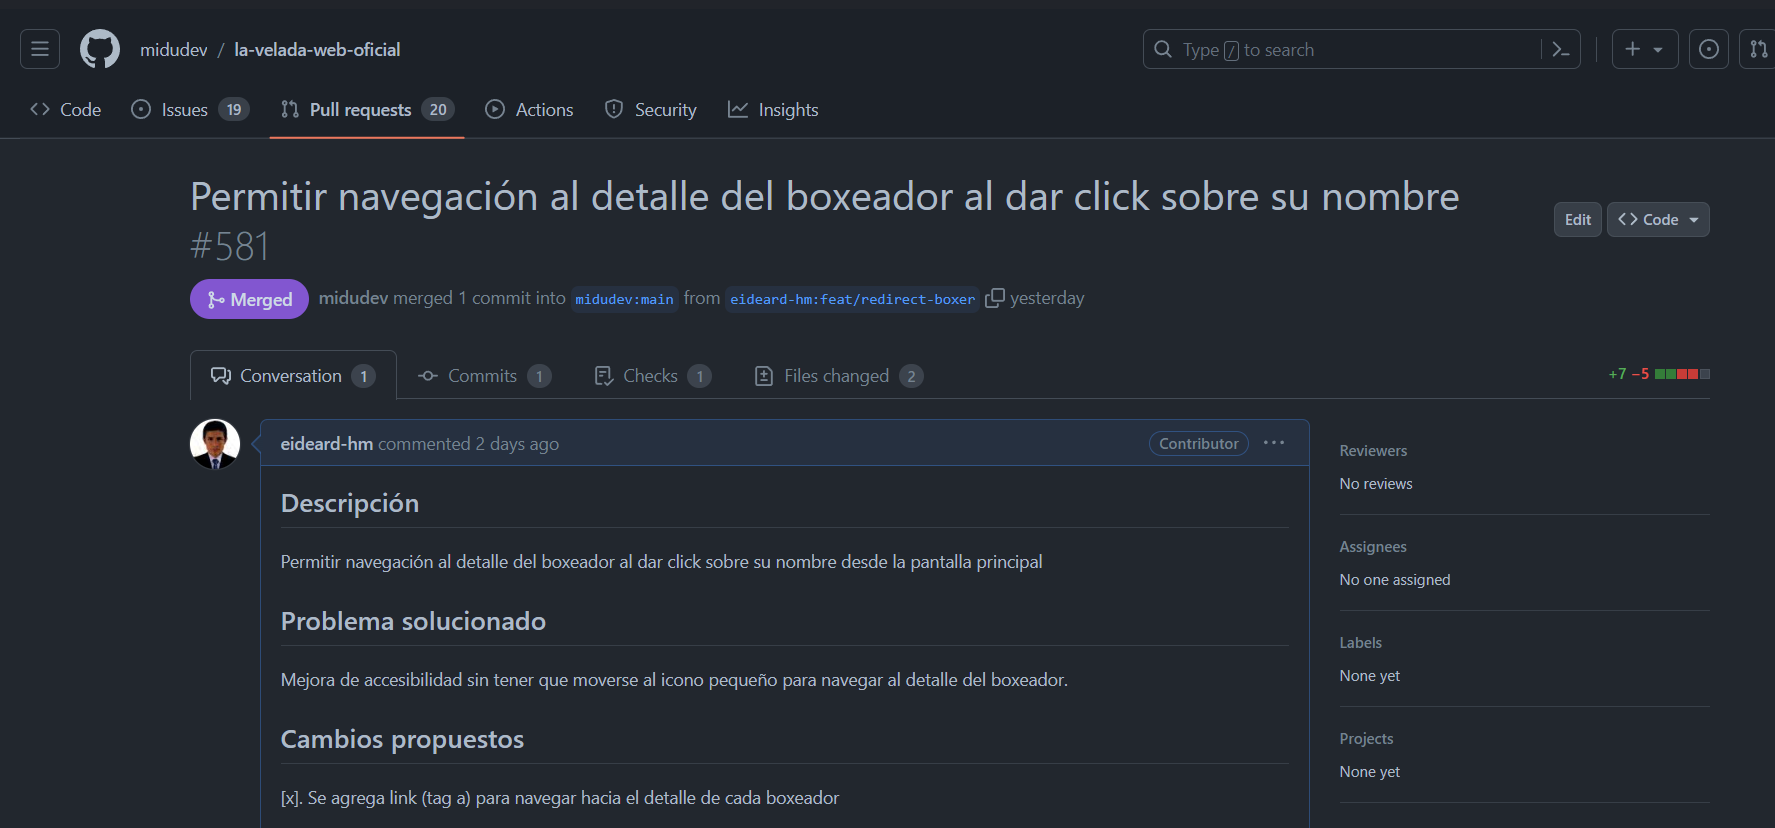 midudev / la-velada-web-oficial
Type / to search
Code
Issues 19
Pull requests 20
Actions
Security
Insights
Permitir navegación al detalle del boxeador al dar click sobre su nombre
#581
Edit
Code
Merged
midudev merged 1 commit into midudev:main from eideard-hm:feat/redirect-boxer yesterday
Conversation 1
Commits 1
Checks 1
Files changed 2
+7 −5
eideard-hm commented 2 days ago
Contributor
Descripción
Permitir navegación al detalle del boxeador al dar click sobre su nombre desde la pantalla principal
Problema solucionado
Mejora de accesibilidad sin tener que moverse al icono pequeño para navegar al detalle del boxeador.
Cambios propuestos
[x]. Se agrega link (tag a) para navegar hacia el detalle de cada boxeador
Reviewers
No reviews
Assignees
No one assigned
Labels
None yet
Projects
None yet